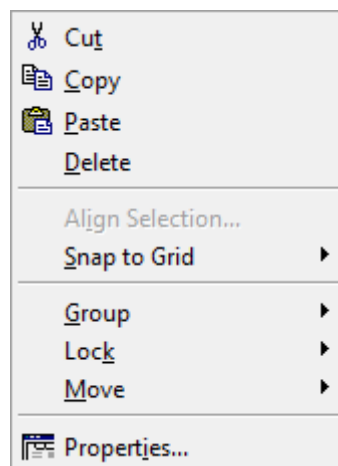 Cut
Copy
Paste
Delete
Align Selection...
Snap to Grid
Group
Lock
Move
Properties...